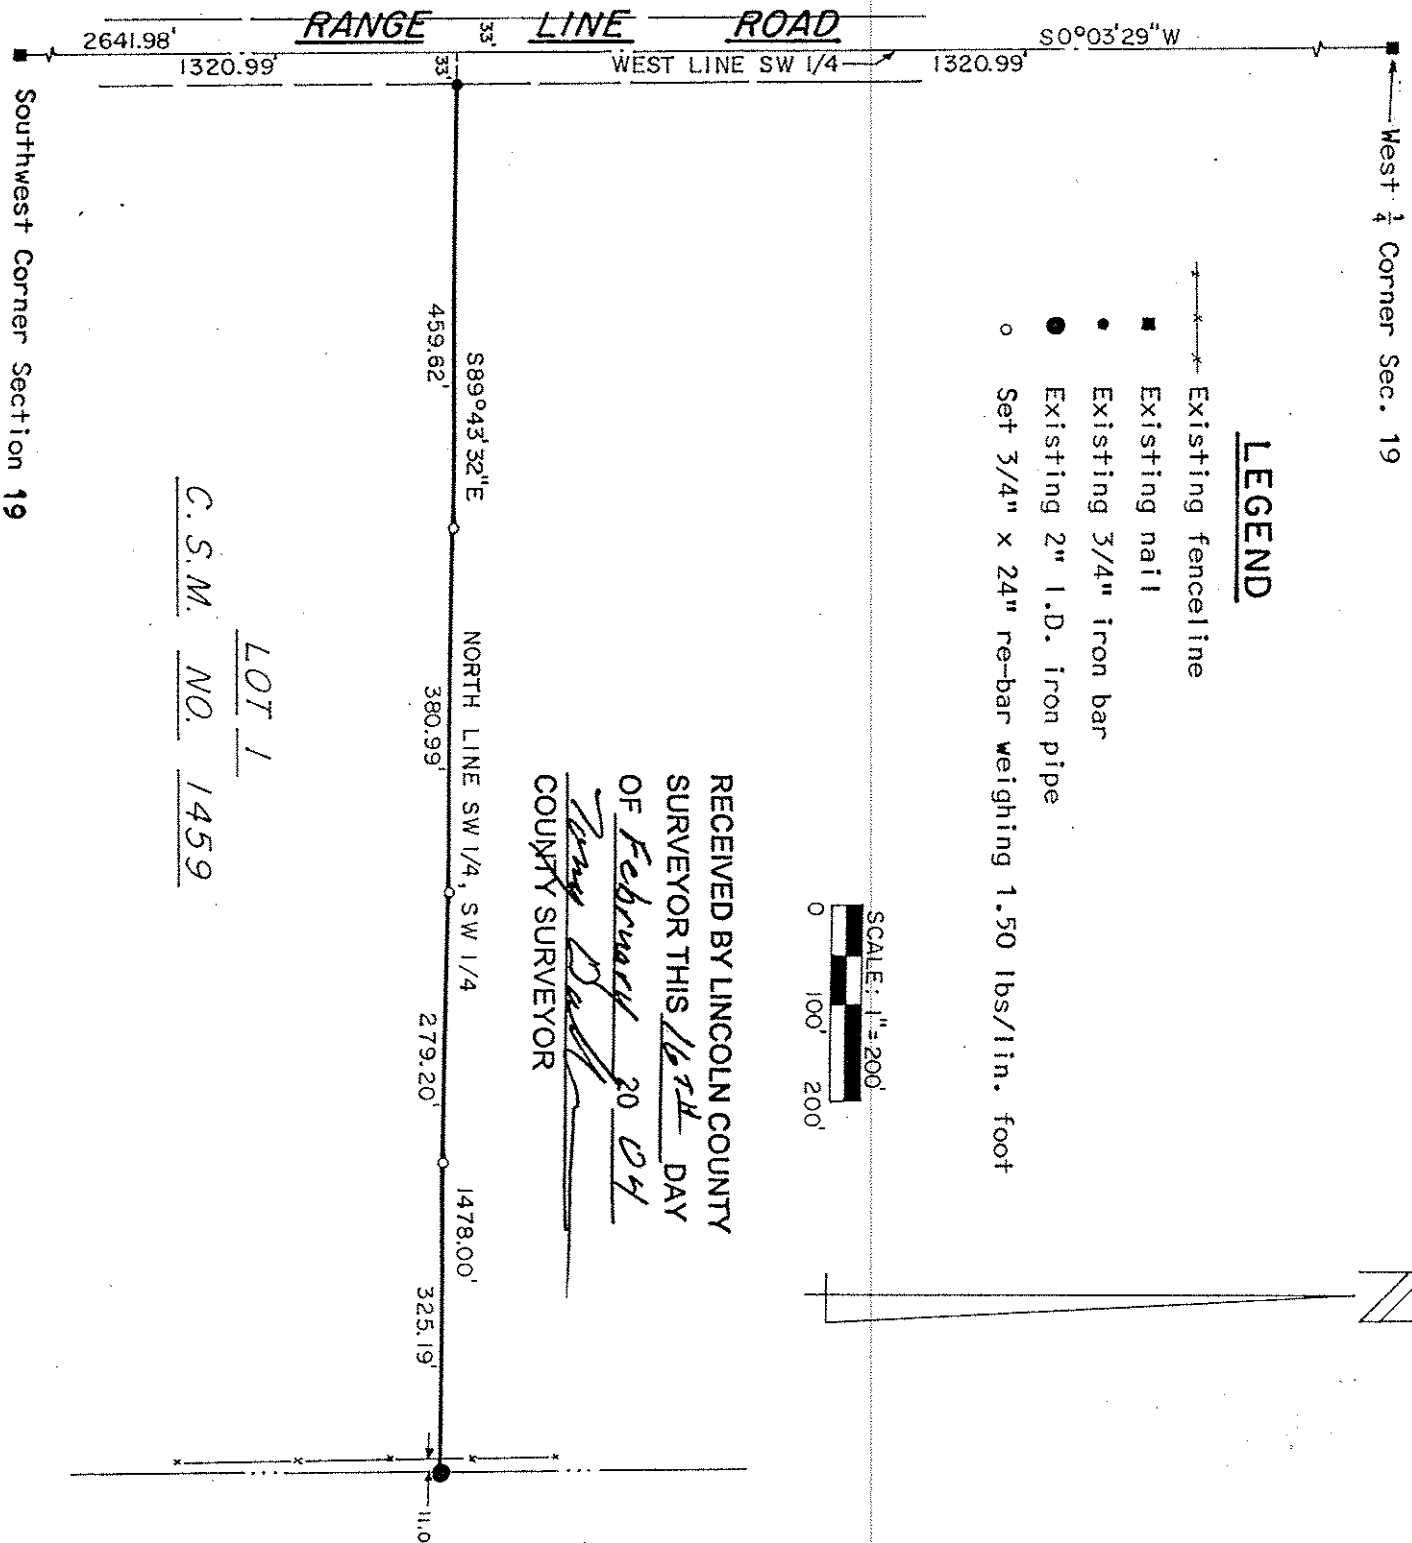 RANGE LINE ROAD
2641.98'
1320.99'
33'
33'
WEST LINE SW 1/4
1320.99'
S0°03'29"W
West 1/4 Corner Sec. 19
Southwest Corner Section 19
LEGEND
Existing fenceline
Existing nail
Existing 3/4" iron bar
Existing 2" I.D. iron pipe
Set 3/4" x 24" re-bar weighing 1.50 lbs/lin. foot
SCALE: 1"=200'
0 100' 200'
RECEIVED BY LINCOLN COUNTY
SURVEYOR THIS 16TH DAY
OF February 20 04
COUNTY SURVEYOR
S89°43'32"E
459.62'
NORTH LINE SW 1/4, SW 1/4
380.99'
279.20'
1478.00'
325.19'
11.0
LOT 1
C.S.M. NO. 1459